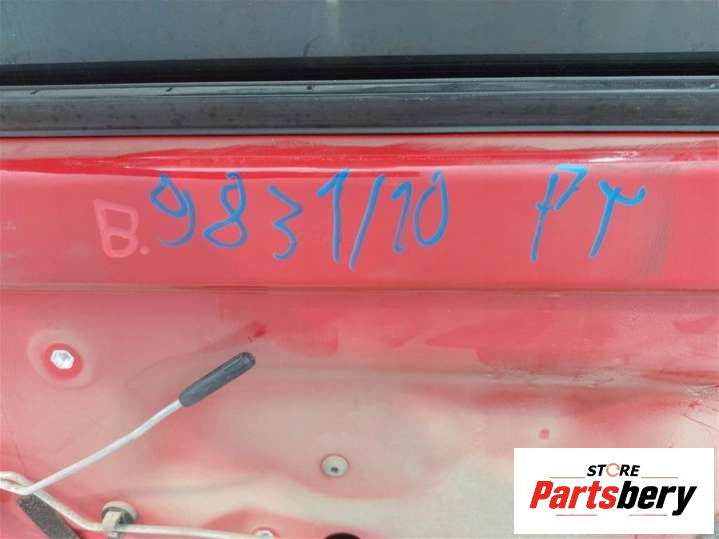 B. 9831/10 PT
STORE
Partsbery